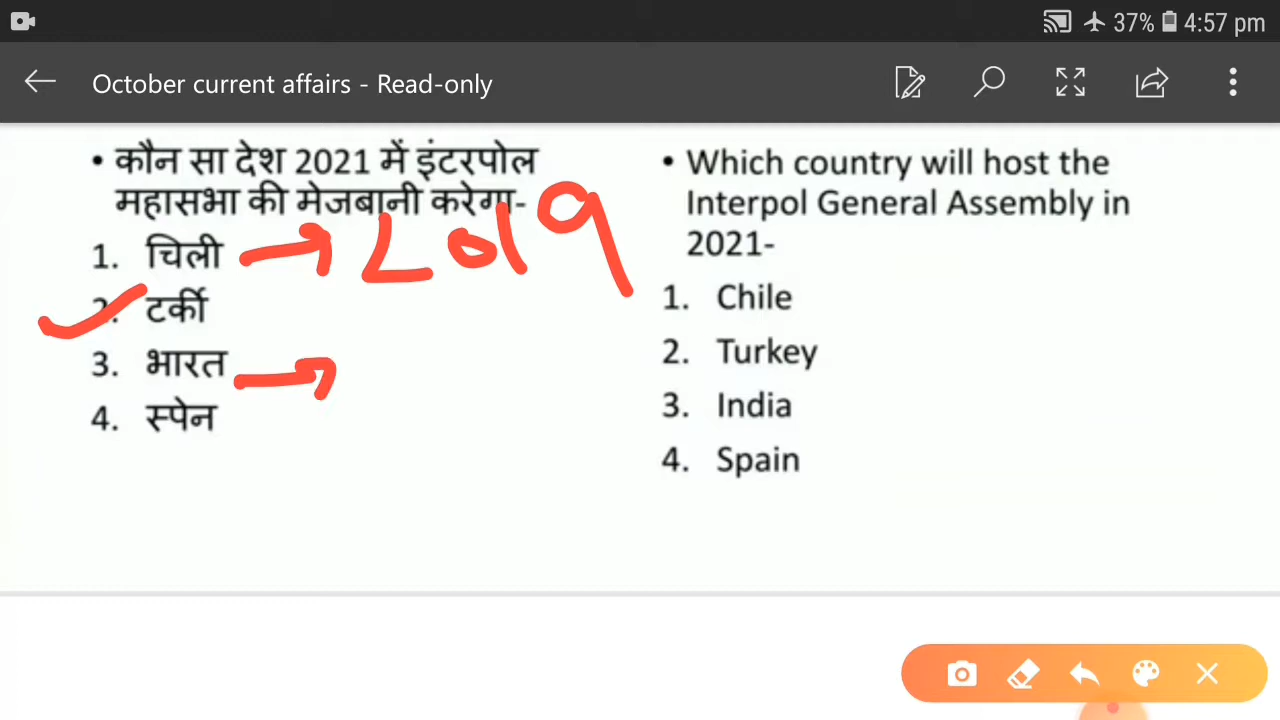 37% 4:57 pm
October current affairs - Read-only
• कौन सा देश 2021 में इंटरपोल
महासभा की मेजबानी करेगा-
1. चिली 2019
2. टर्की
3. भारत
4. स्पेन
• Which country will host the
Interpol General Assembly in
2021-
1. Chile
2. Turkey
3. India
4. Spain